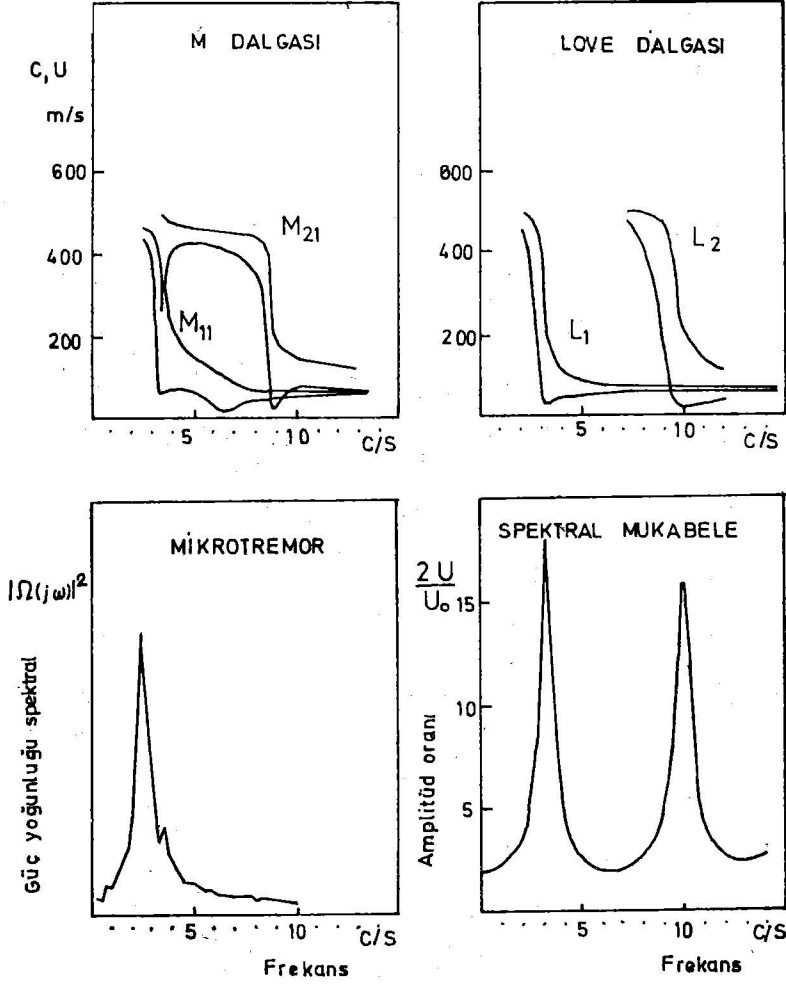 M DALGASI
C, U
m/s
600
400
200
M21
M11
5
10
C/S
LOVE DALGASI
600
400
200
L2
L1
5
10
C/S
MİKROTREMOR
|Ω(jω)|²
Güç yoğunluğu spektral
5
10
C/S
Frekans
SPEKTRAL MUKABELE
2U
U₀
15
10
5
Amplitüd oranı
5
10
C/S
Frekans